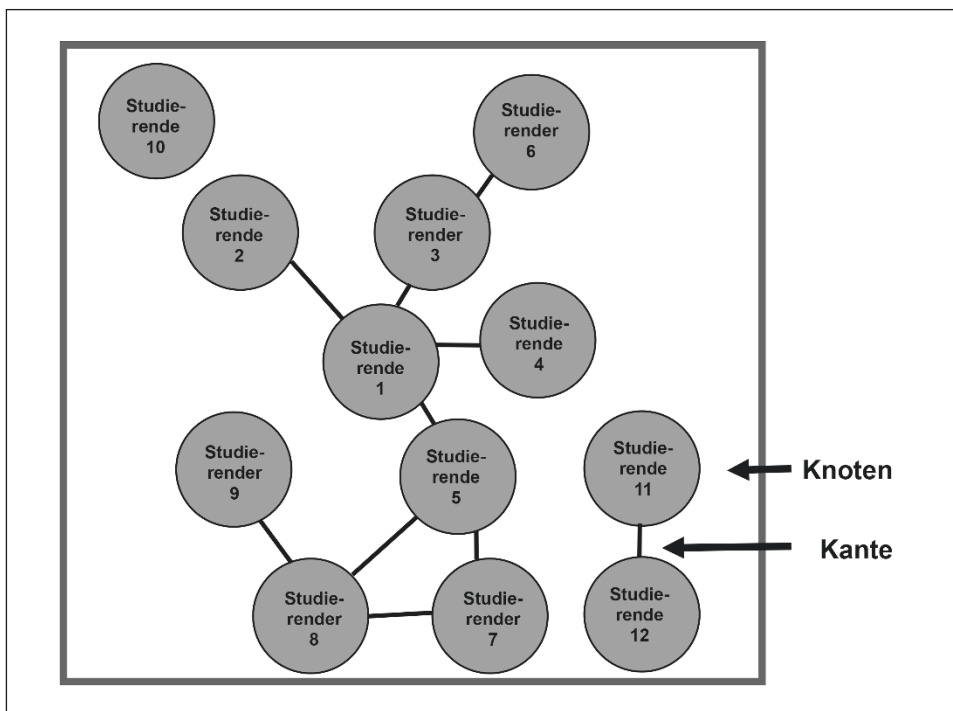 Studie-
rende
10
Studie-
render
6
Studie-
rende
2
Studie-
render
3
Studie-
rende
4
Studie-
rende
1
Studie-
render
9
Studie-
rende
5
Studie-
rende
11
Knoten
Kante
Studie-
render
8
Studie-
render
7
Studie-
rende
12